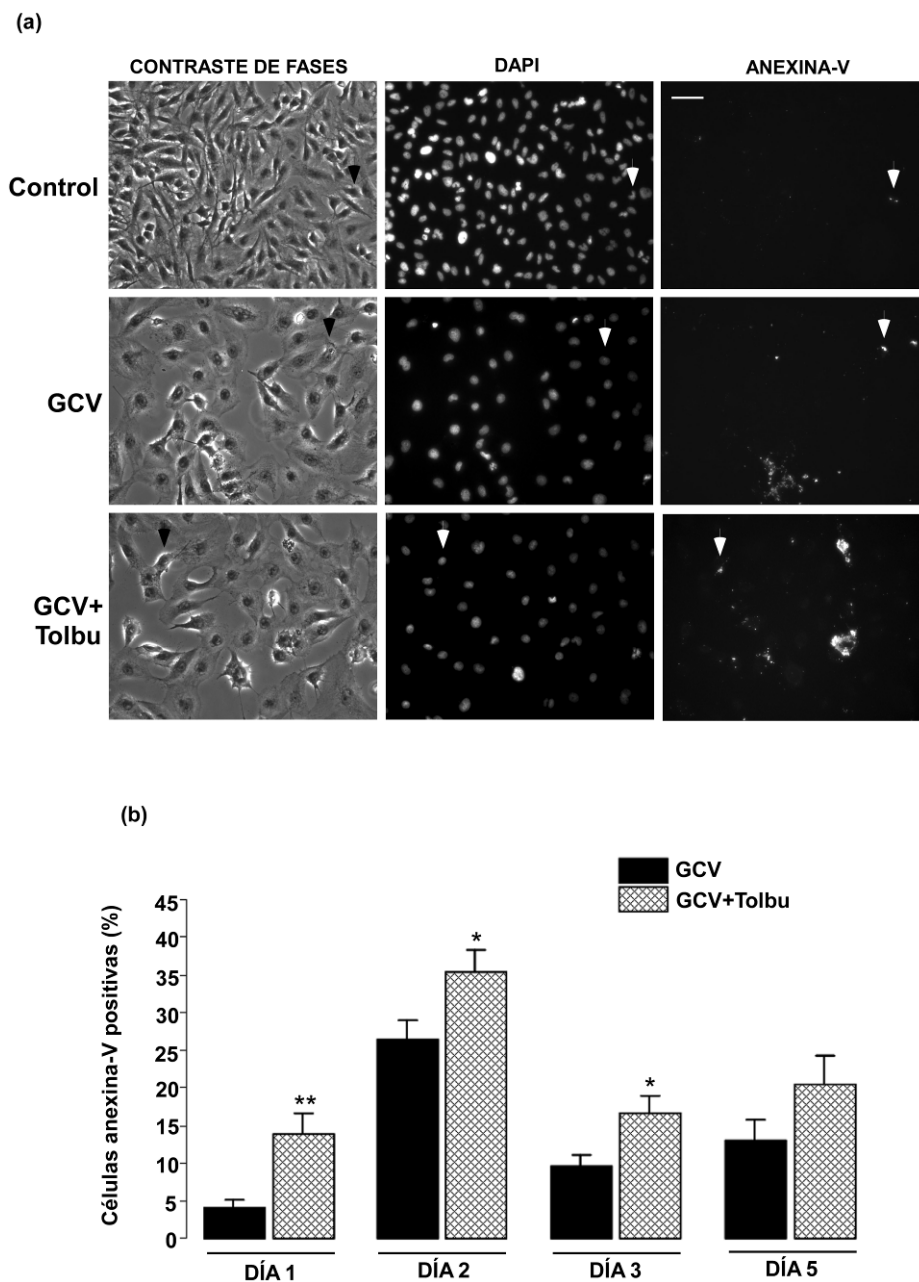 (a)
CONTRASTE DE FASES
DAPI
ANEXINA-V
Control
GCV
GCV+
Tolbu
(b)
GCV
GCV+Tolbu
Células anexina-V positivas (%)
45
40
35
30
25
20
15
10
5
0
**
*
*
DÍA 1
DÍA 2
DÍA 3
DÍA 5